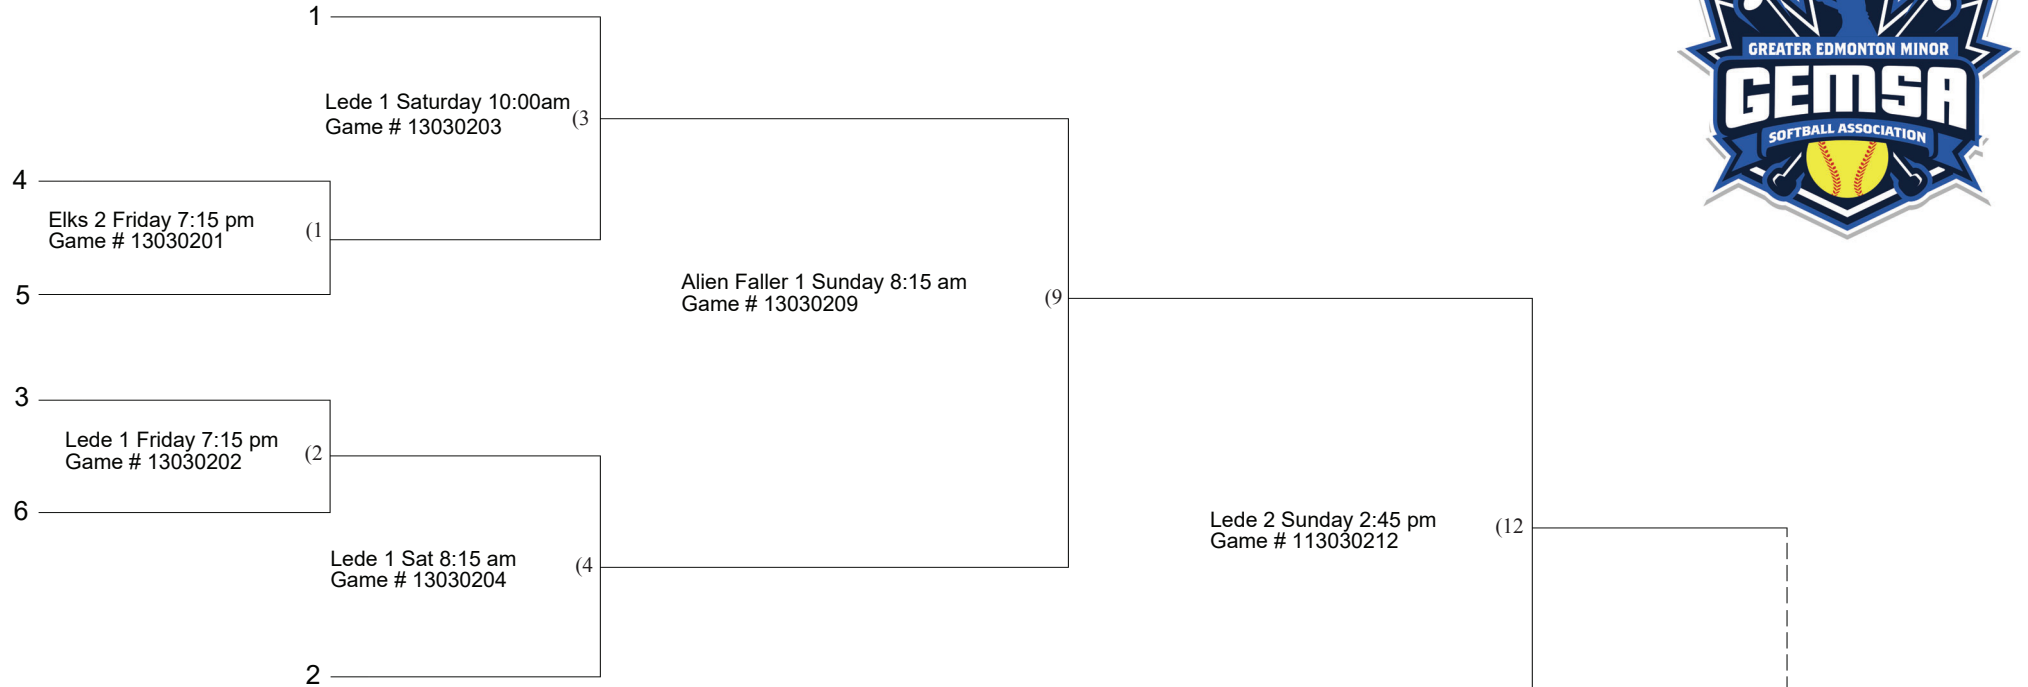 1
Lede 1 Saturday 10:00am
Game # 13030203
(3
4
Elks 2 Friday 7:15 pm
Game # 13030201
(1
5
Alien Faller 1 Sunday 8:15 am
Game # 13030209
(9
3
Lede 1 Friday 7:15 pm
Game # 13030202
(2
6
Lede 1 Sat 8:15 am
Game # 13030204
(4
2
Lede 2 Sunday 2:45 pm
Game # 113030212
(12
GREATER EDMONTON MINOR
GEMSA
SOFTBALL ASSOCIATION